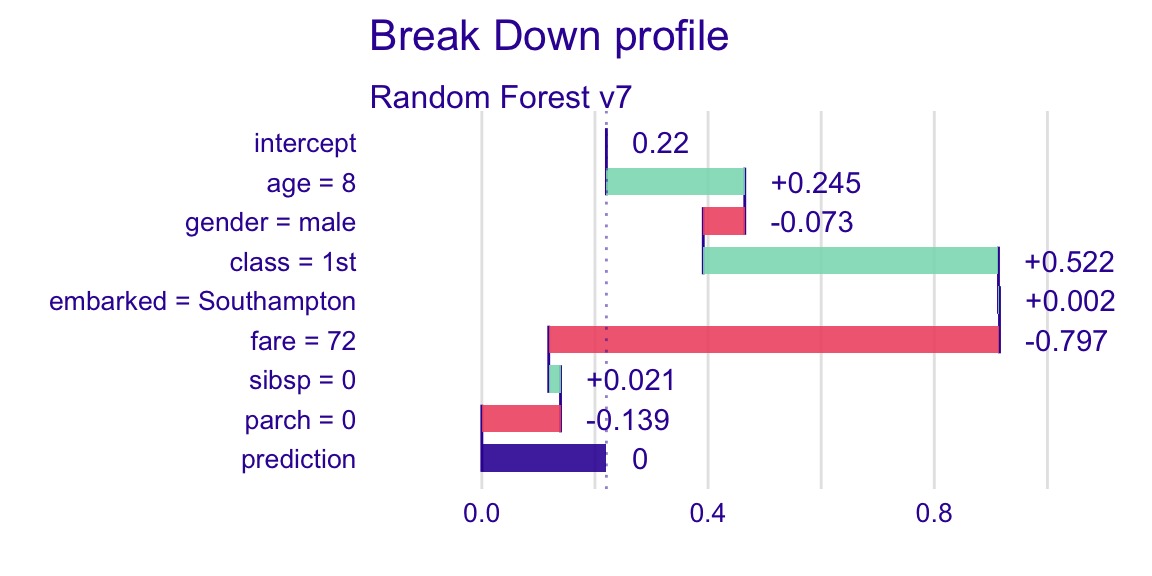 Break Down profile
Random Forest v7
intercept 0.22
age = 8 +0.245
gender = male -0.073
class = 1st +0.522
embarked = Southampton +0.002
fare = 72 -0.797
sibsp = 0 +0.021
parch = 0 -0.139
prediction 0
0.0 0.4 0.8